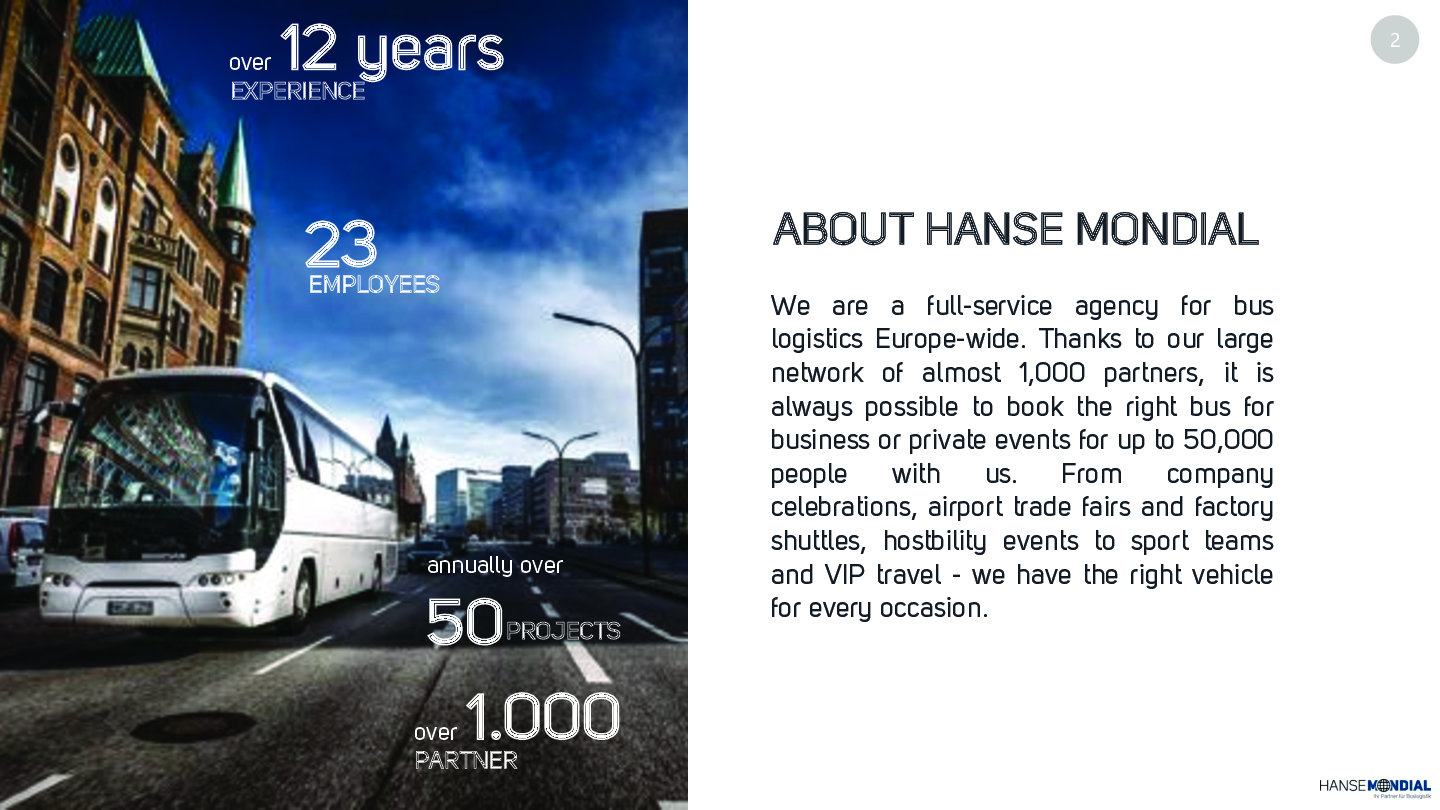 over 12 years
EXPERIENCE
23
EMPLOYEES
annually over
50 PROJECTS
over 1.000
PARTNER
2
ABOUT HANSE MONDIAL
We are a full-service agency for bus
logistics Europe-wide. Thanks to our large
network of almost 1,000 partners, it is
always possible to book the right bus for
business or private events for up to 50,000
people with us. From company
celebrations, airport trade fairs and factory
shuttles, hostbility events to sport teams
and VIP travel - we have the right vehicle
for every occasion.
HANSEMONDIAL
Ihr Partner für Buslogistik